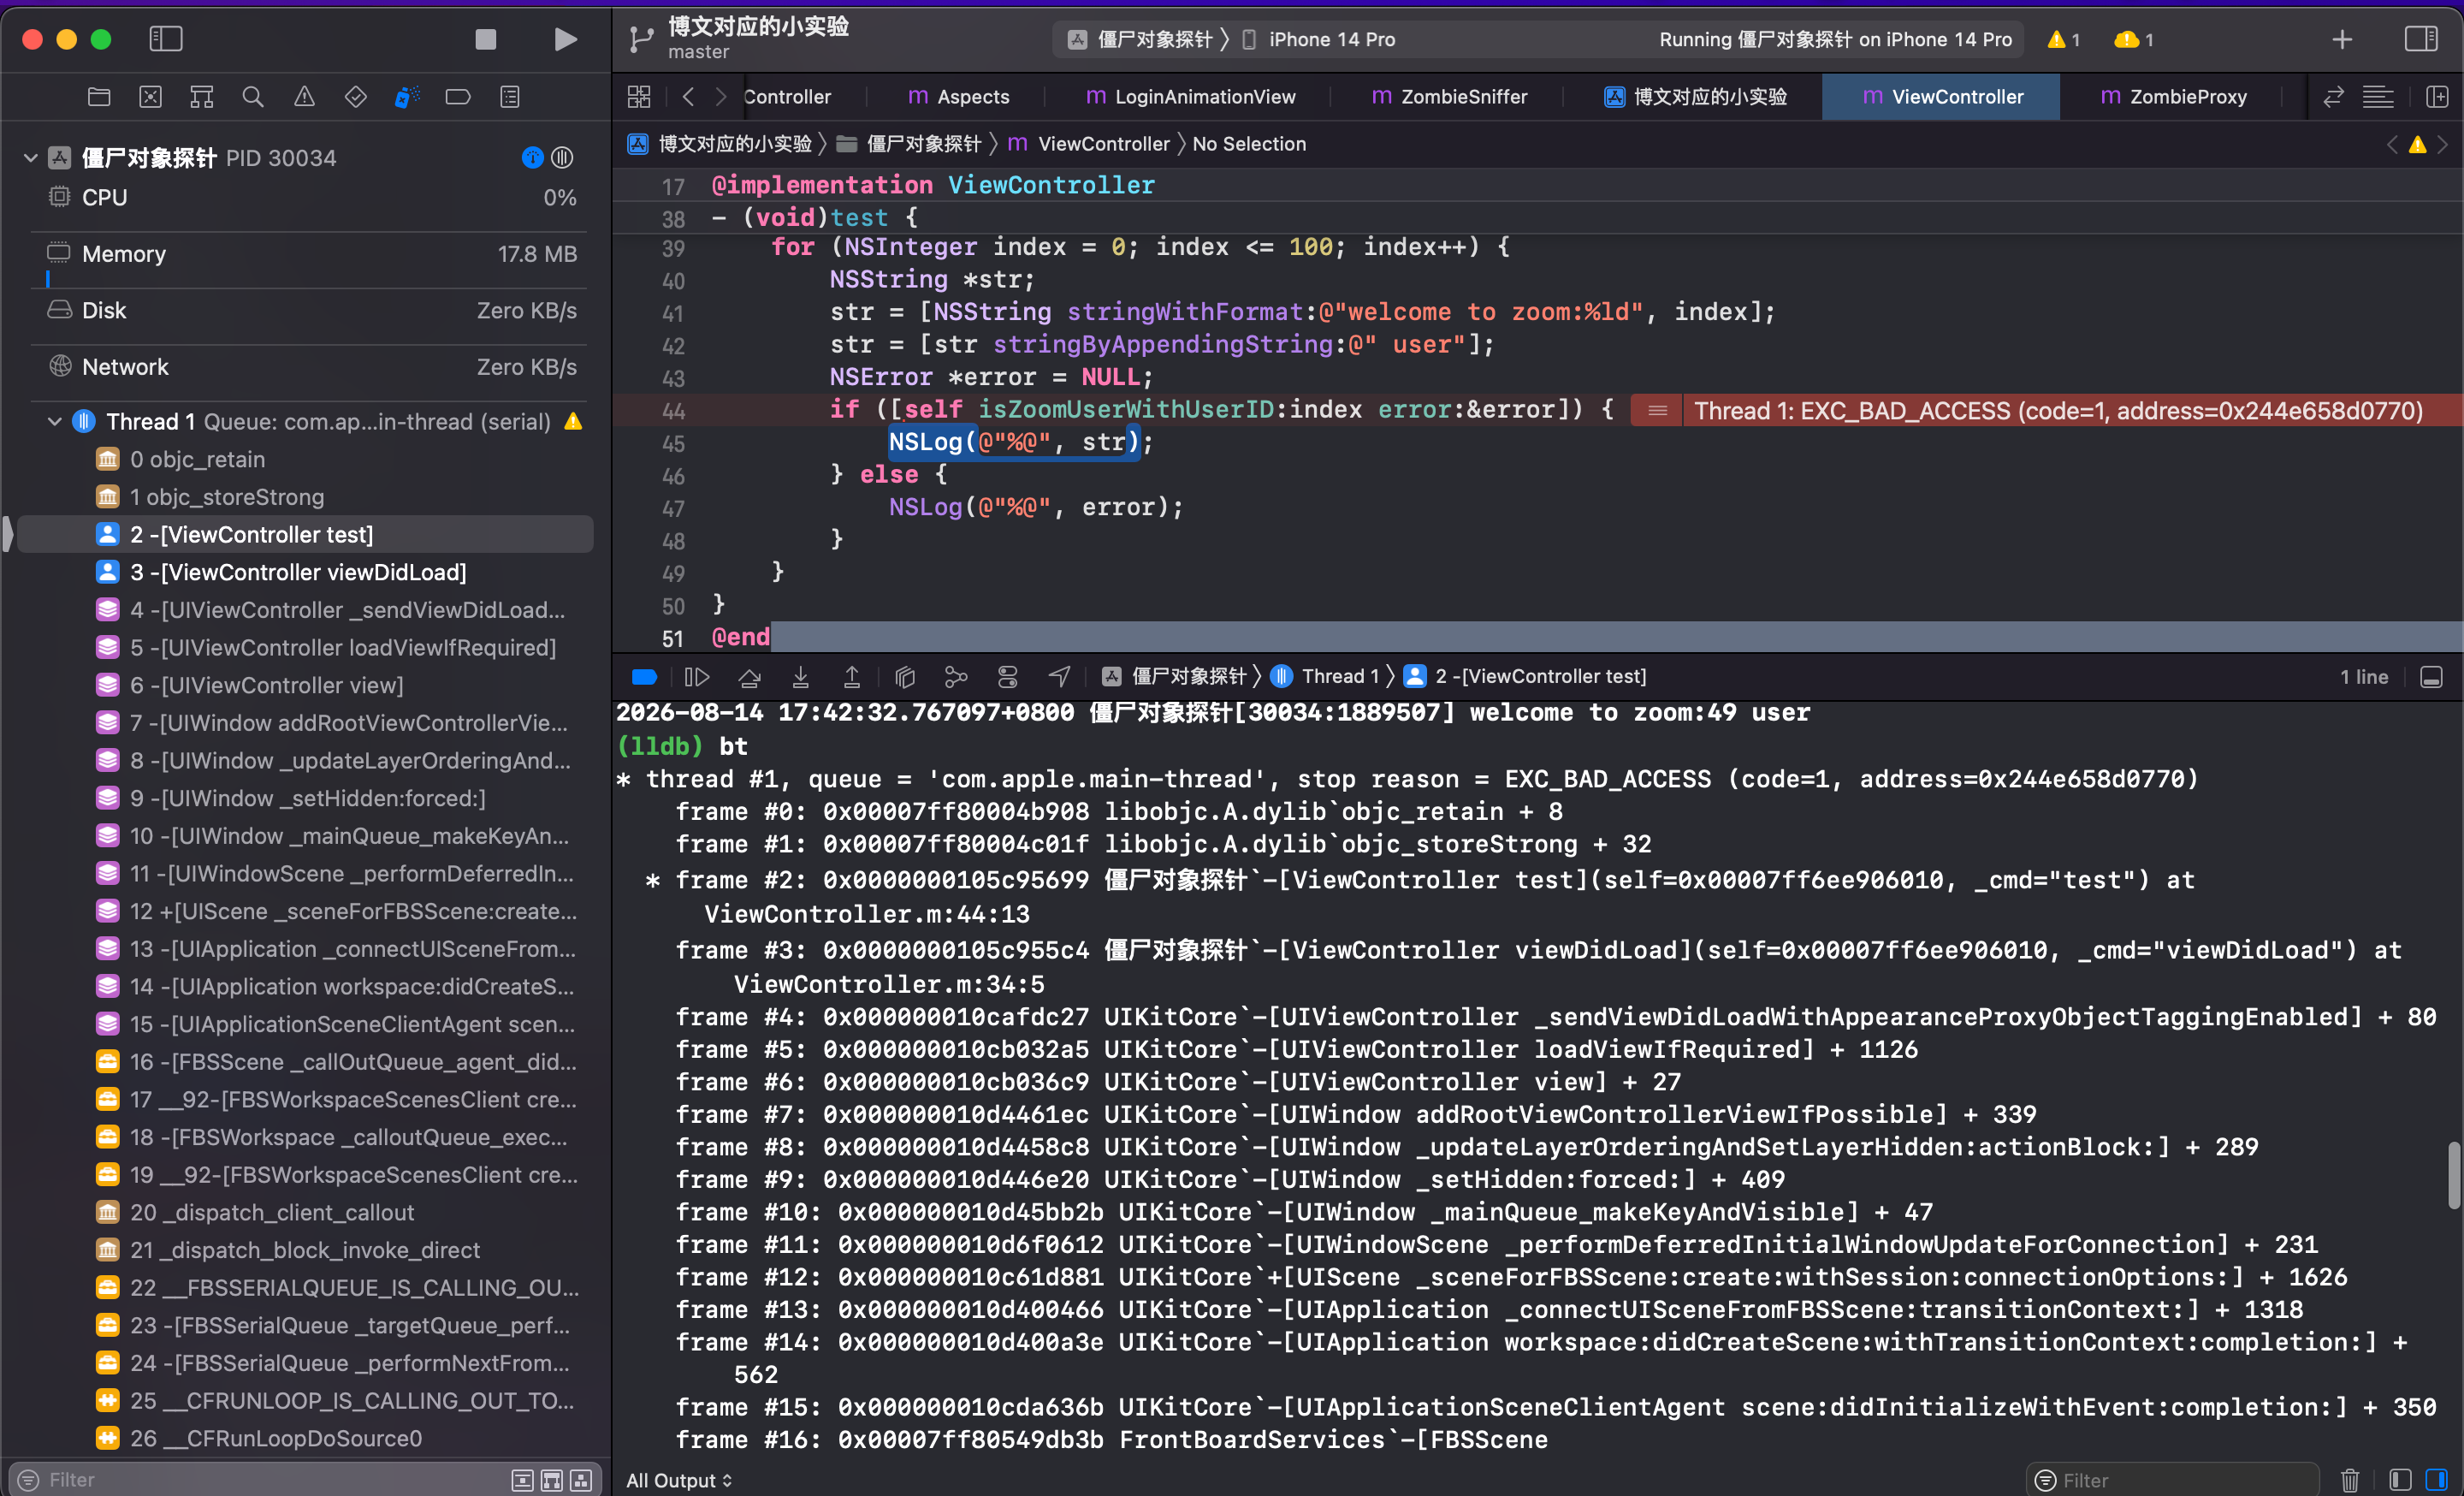 博文对应的小实验
master
僵尸对象探针 〉 iPhone 14 Pro
Running 僵尸对象探针 on iPhone 14 Pro
1
1
Controller
m Aspects
m LoginAnimationView
m ZombieSniffer
博文对应的小实验
m ViewController
m ZombieProxy
博文对应的小实验 〉 僵尸对象探针 〉 m ViewController 〉 No Selection
僵尸对象探针 PID 30034
CPU 0%
Memory 17.8 MB
Disk Zero KB/s
Network Zero KB/s
Thread 1 Queue: com.ap...in-thread (serial)
0 objc_retain
1 objc_storeStrong
2 -[ViewController test]
3 -[ViewController viewDidLoad]
4 -[UIViewController _sendViewDidLoad...
5 -[UIViewController loadViewIfRequired]
6 -[UIViewController view]
7 -[UIWindow addRootViewControllerVie...
8 -[UIWindow _updateLayerOrderingAnd...
9 -[UIWindow _setHidden:forced:]
10 -[UIWindow _mainQueue_makeKeyAn...
11 -[UIWindowScene _performDeferredIn...
12 +[UIScene _sceneForFBSScene:create...
13 -[UIApplication _connectUISceneFrom...
14 -[UIApplication workspace:didCreateS...
15 -[UIApplicationSceneClientAgent scen...
16 -[FBSScene _callOutQueue_agent_did...
17 __92-[FBSWorkspaceScenesClient cre...
18 -[FBSWorkspace _calloutQueue_exec...
19 __92-[FBSWorkspaceScenesClient cre...
20 _dispatch_client_callout
21 _dispatch_block_invoke_direct
22 __FBSSERIALQUEUE_IS_CALLING_OU...
23 -[FBSSerialQueue _targetQueue_perf...
24 -[FBSSerialQueue _performNextFrom...
25 __CFRUNLOOP_IS_CALLING_OUT_TO...
26 __CFRunLoopDoSource0
Filter
17 @implementation ViewController
38 - (void)test {
39 for (NSInteger index = 0; index <= 100; index++) {
40 NSString *str;
41 str = [NSString stringWithFormat:@"welcome to zoom:%ld", index];
42 str = [str stringByAppendingString:@" user"];
43 NSError *error = NULL;
44 if ([self isZoomUserWithUserID:index error:&error]) { Thread 1: EXC_BAD_ACCESS (code=1, address=0x244e658d0770)
45 NSLog(@"%@", str);
46 } else {
47 NSLog(@"%@", error);
48 }
49 }
50 }
51 @end
僵尸对象探针 〉 Thread 1 〉 2 -[ViewController test]
1 line
2026-08-14 17:42:32.767097+0800 僵尸对象探针[30034:1889507] welcome to zoom:49 user
(lldb) bt
* thread #1, queue = 'com.apple.main-thread', stop reason = EXC_BAD_ACCESS (code=1, address=0x244e658d0770)
frame #0: 0x00007ff80004b908 libobjc.A.dylib`objc_retain + 8
frame #1: 0x00007ff80004c01f libobjc.A.dylib`objc_storeStrong + 32
* frame #2: 0x0000000105c95699 僵尸对象探针`-[ViewController test](self=0x00007ff6ee906010, _cmd="test") at
ViewController.m:44:13
frame #3: 0x0000000105c955c4 僵尸对象探针`-[ViewController viewDidLoad](self=0x00007ff6ee906010, _cmd="viewDidLoad") at
ViewController.m:34:5
frame #4: 0x000000010cafdc27 UIKitCore`-[UIViewController _sendViewDidLoadWithAppearanceProxyObjectTaggingEnabled] + 80
frame #5: 0x000000010cb032a5 UIKitCore`-[UIViewController loadViewIfRequired] + 1126
frame #6: 0x000000010cb036c9 UIKitCore`-[UIViewController view] + 27
frame #7: 0x000000010d4461ec UIKitCore`-[UIWindow addRootViewControllerViewIfPossible] + 339
frame #8: 0x000000010d4458c8 UIKitCore`-[UIWindow _updateLayerOrderingAndSetLayerHidden:actionBlock:] + 289
frame #9: 0x000000010d446e20 UIKitCore`-[UIWindow _setHidden:forced:] + 409
frame #10: 0x000000010d45bb2b UIKitCore`-[UIWindow _mainQueue_makeKeyAndVisible] + 47
frame #11: 0x000000010d6f0612 UIKitCore`-[UIWindowScene _performDeferredInitialWindowUpdateForConnection] + 231
frame #12: 0x000000010c61d881 UIKitCore`+[UIScene _sceneForFBSScene:create:withSession:connectionOptions:] + 1626
frame #13: 0x000000010d400466 UIKitCore`-[UIApplication _connectUISceneFromFBSScene:transitionContext:] + 1318
frame #14: 0x000000010d400a3e UIKitCore`-[UIApplication workspace:didCreateScene:withTransitionContext:completion:] +
562
frame #15: 0x000000010cda636b UIKitCore`-[UIApplicationSceneClientAgent scene:didInitializeWithEvent:completion:] + 350
frame #16: 0x00007ff80549db3b FrontBoardServices`-[FBSScene
All Output
Filter